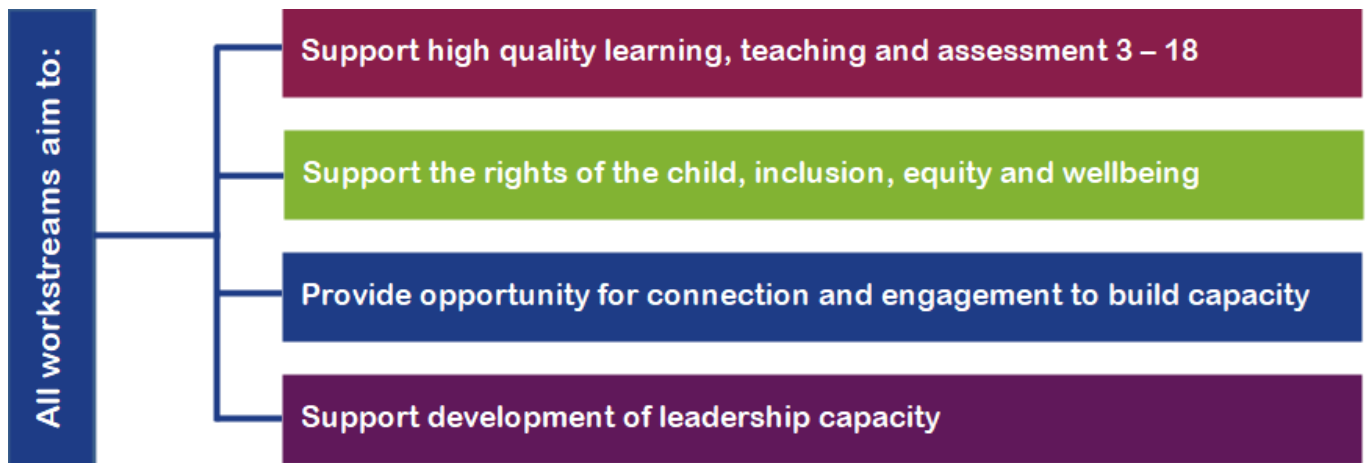 All workstreams aim to:
Support high quality learning, teaching and assessment 3 – 18
Support the rights of the child, inclusion, equity and wellbeing
Provide opportunity for connection and engagement to build capacity
Support development of leadership capacity